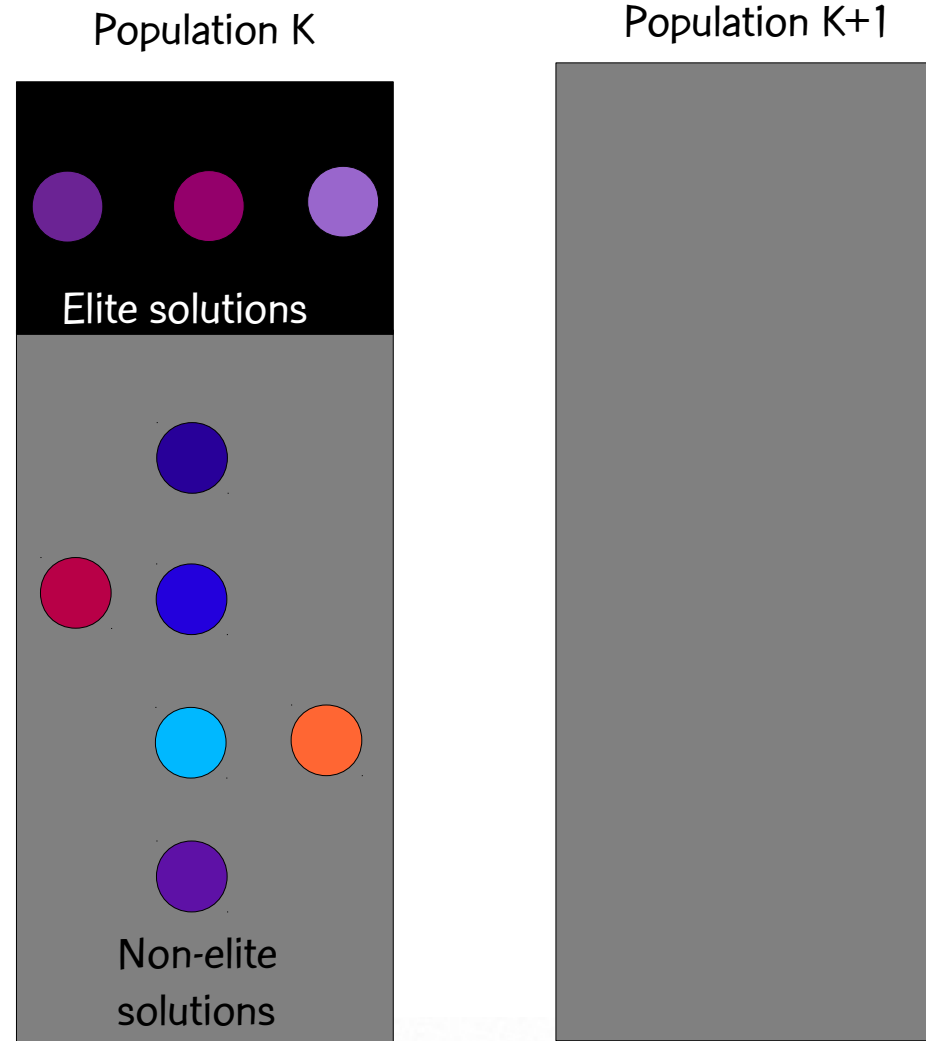 Population K
Population K+1
Elite solutions
Non-elite
solutions